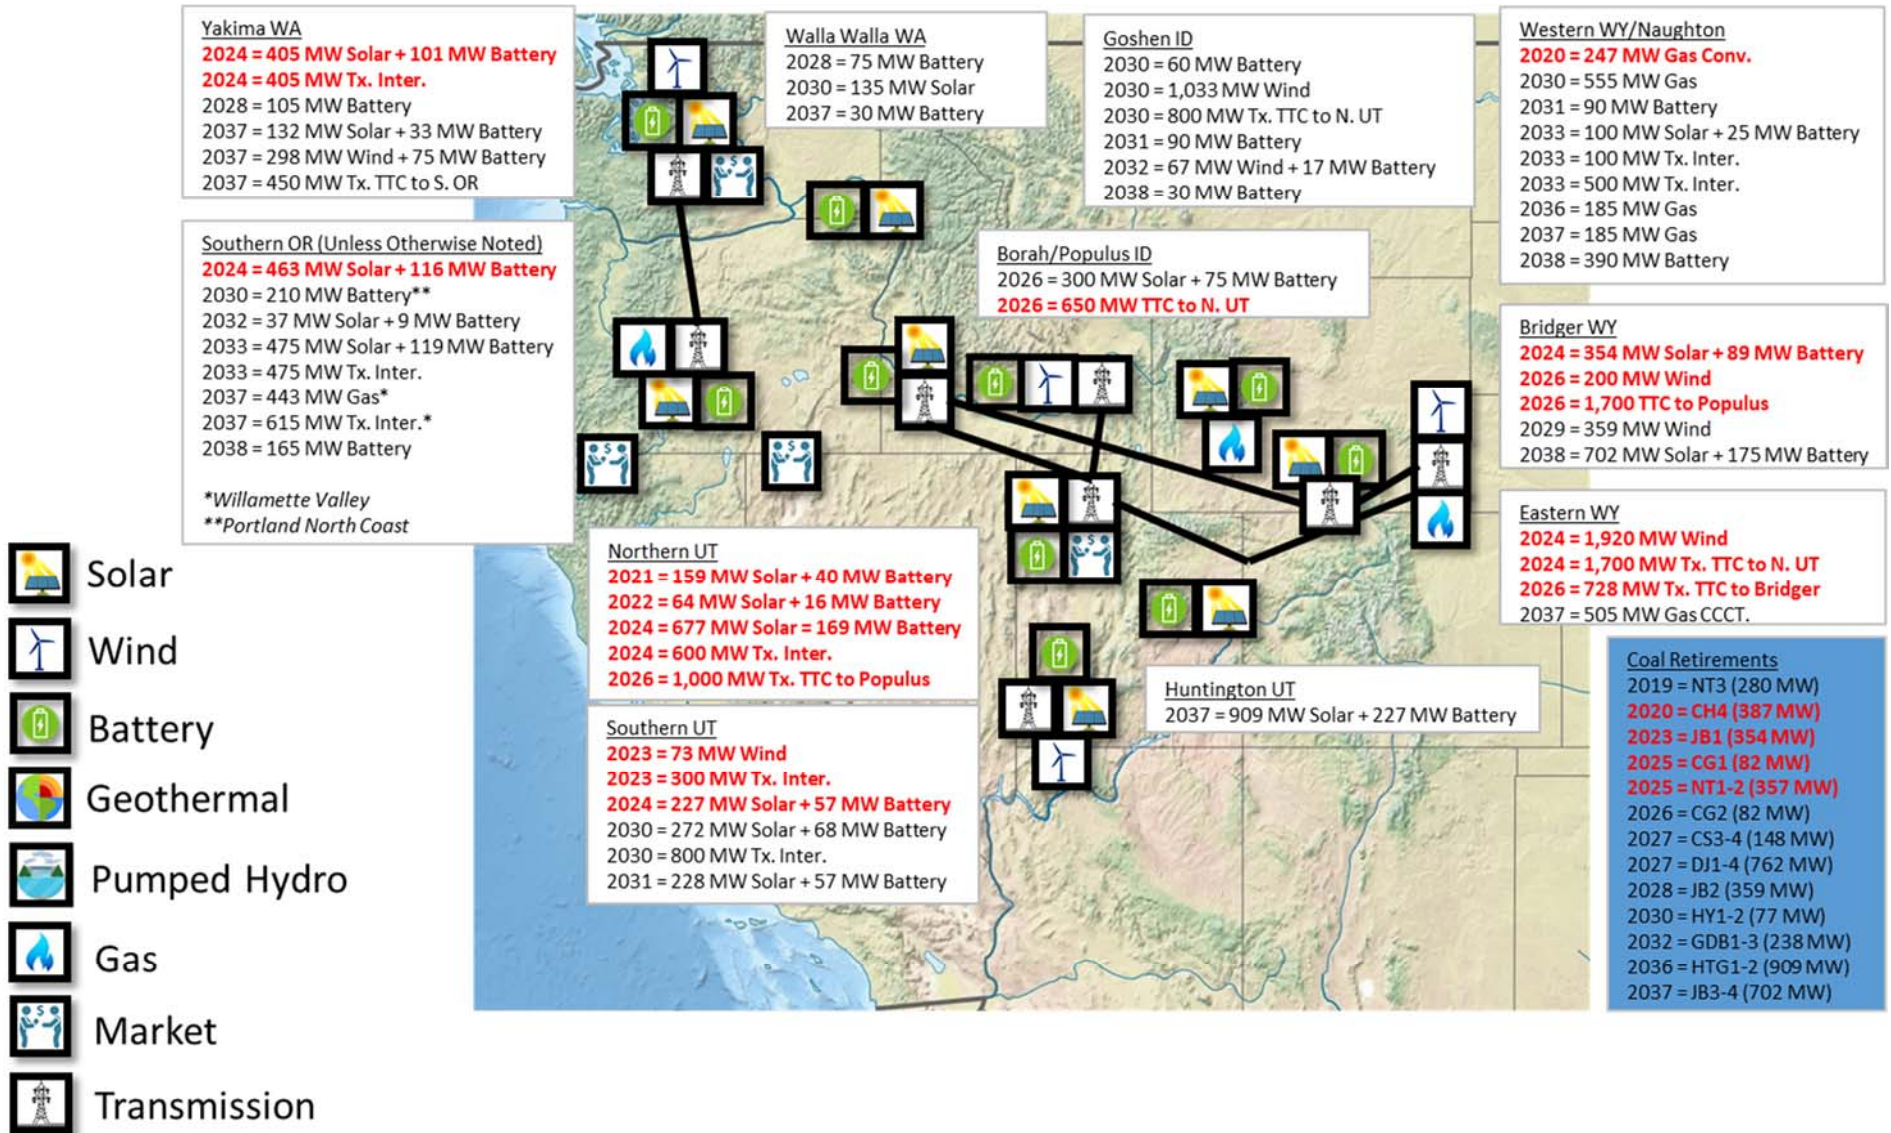 Yakima WA
2024 = 405 MW Solar + 101 MW Battery
2024 = 405 MW Tx. Inter.
2028 = 105 MW Battery
2037 = 132 MW Solar + 33 MW Battery
2037 = 298 MW Wind + 75 MW Battery
2037 = 450 MW Tx. TTC to S. OR
Walla Walla WA
2028 = 75 MW Battery
2030 = 135 MW Solar
2037 = 30 MW Battery
Goshen ID
2030 = 60 MW Battery
2030 = 1,033 MW Wind
2030 = 800 MW Tx. TTC to N. UT
2031 = 90 MW Battery
2032 = 67 MW Wind + 17 MW Battery
2038 = 30 MW Battery
Western WY/Naughton
2020 = 247 MW Gas Conv.
2030 = 555 MW Gas
2031 = 90 MW Battery
2033 = 100 MW Solar + 25 MW Battery
2033 = 100 MW Tx. Inter.
2033 = 500 MW Tx. Inter.
2036 = 185 MW Gas
2037 = 185 MW Gas
2038 = 390 MW Battery
Southern OR (Unless Otherwise Noted)
2024 = 463 MW Solar + 116 MW Battery
2030 = 210 MW Battery**
2032 = 37 MW Solar + 9 MW Battery
2033 = 475 MW Solar + 119 MW Battery
2033 = 475 MW Tx. Inter.
2037 = 443 MW Gas*
2037 = 615 MW Tx. Inter.*
2038 = 165 MW Battery
*Willamette Valley
**Portland North Coast
Borah/Populus ID
2026 = 300 MW Solar + 75 MW Battery
2026 = 650 MW TTC to N. UT
Bridger WY
2024 = 354 MW Solar + 89 MW Battery
2026 = 200 MW Wind
2026 = 1,700 TTC to Populus
2029 = 359 MW Wind
2038 = 702 MW Solar + 175 MW Battery
Eastern WY
2024 = 1,920 MW Wind
2024 = 1,700 MW Tx. TTC to N. UT
2026 = 728 MW Tx. TTC to Bridger
2037 = 505 MW Gas CCCT.
Northern UT
2021 = 159 MW Solar + 40 MW Battery
2022 = 64 MW Solar + 16 MW Battery
2024 = 677 MW Solar = 169 MW Battery
2024 = 600 MW Tx. Inter.
2026 = 1,000 MW Tx. TTC to Populus
Southern UT
2023 = 73 MW Wind
2023 = 300 MW Tx. Inter.
2024 = 227 MW Solar + 57 MW Battery
2030 = 272 MW Solar + 68 MW Battery
2030 = 800 MW Tx. Inter.
2031 = 228 MW Solar + 57 MW Battery
Huntington UT
2037 = 909 MW Solar + 227 MW Battery
Coal Retirements
2019 = NT3 (280 MW)
2020 = CH4 (387 MW)
2023 = JB1 (354 MW)
2025 = CG1 (82 MW)
2025 = NT1-2 (357 MW)
2026 = CG2 (82 MW)
2027 = CS3-4 (148 MW)
2027 = DJ1-4 (762 MW)
2028 = JB2 (359 MW)
2030 = HY1-2 (77 MW)
2032 = GDB1-3 (238 MW)
2036 = HTG1-2 (909 MW)
2037 = JB3-4 (702 MW)
Solar
Wind
Battery
Geothermal
Pumped Hydro
Gas
Market
Transmission